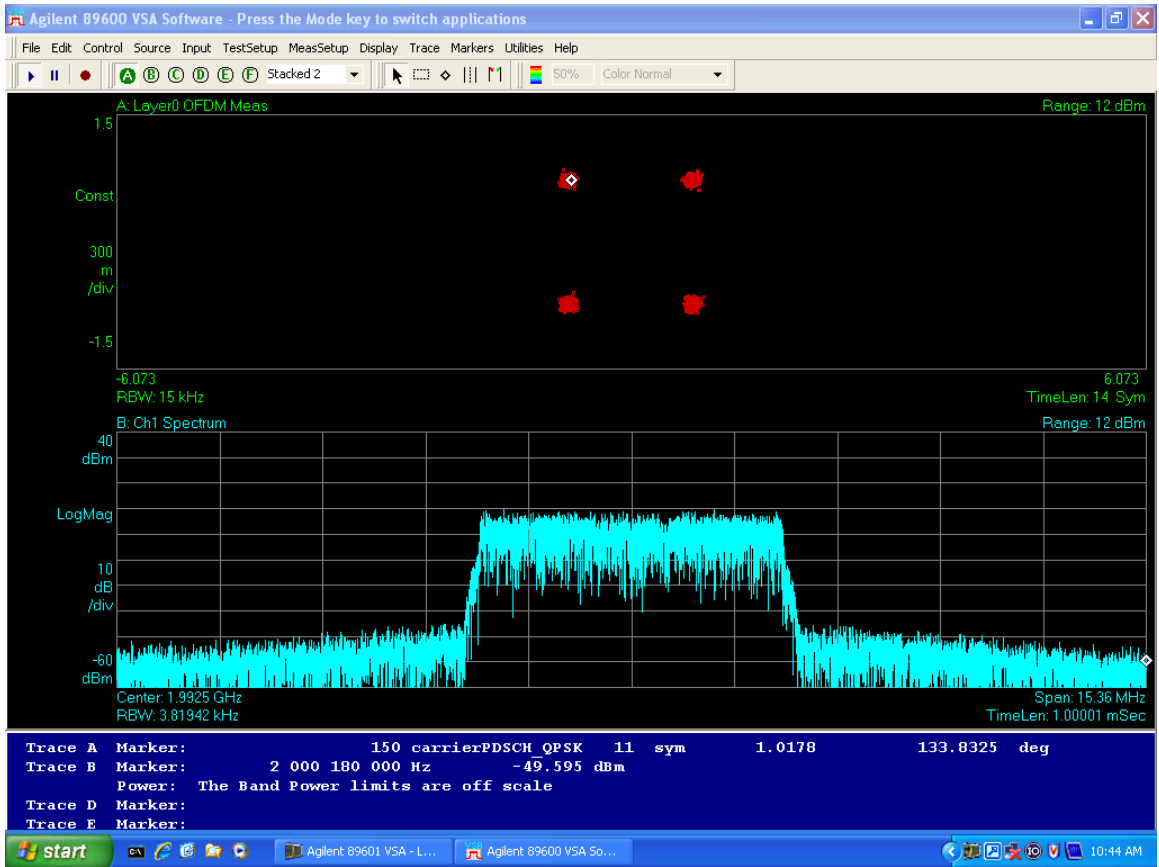 Agilent 89600 VSA Software - Press the Mode key to switch applications
File Edit Control Source Input TestSetup MeasSetup Display Trace Markers Utilities Help
A B C D E F Stacked 2 50% Color Normal
A: Layer0 OFDM Meas Range: 12 dBm
1.5
Const
300
m
/div
-1.5
-6.073 6.073
RBW: 15 kHz TimeLen: 14 Sym
B: Ch1 Spectrum Range: 12 dBm
40
dBm
LogMag
10
dB
/div
-60
dBm
Center: 1.9925 GHz Span: 15.36 MHz
RBW: 3.81942 kHz TimeLen: 1.00001 mSec
Trace A Marker: 150 carrierPDSCH_QPSK 11 sym 1.0178 133.8325 deg
Trace B Marker: 2 000 180 000 Hz -49.595 dBm
Power: The Band Power limits are off scale
Trace D Marker:
Trace E Marker:
start Agilent 89601 VSA - L... Agilent 89600 VSA So... 10:44 AM